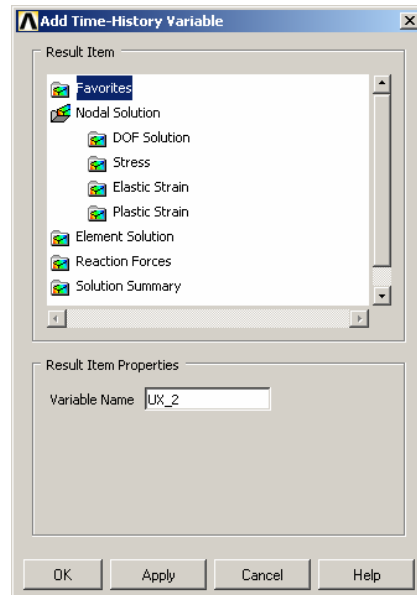 Add Time-History Variable
Result Item
Favorites
Nodal Solution
DOF Solution
Stress
Elastic Strain
Plastic Strain
Element Solution
Reaction Forces
Solution Summary
Result Item Properties
Variable Name UX_2
OK Apply Cancel Help